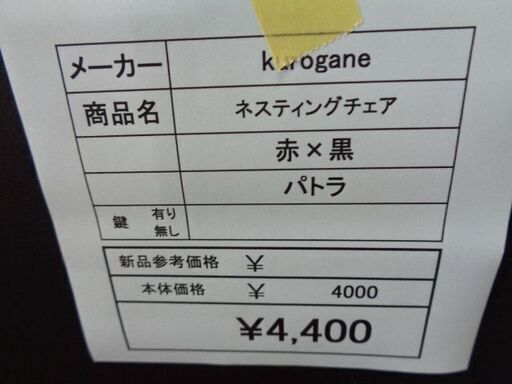 メーカー kurogane
商品名 ネスティングチェア
赤×黒
パトラ
鍵 有り
無し
新品参考価格 ¥
本体価格 ¥ 4000
¥4,400